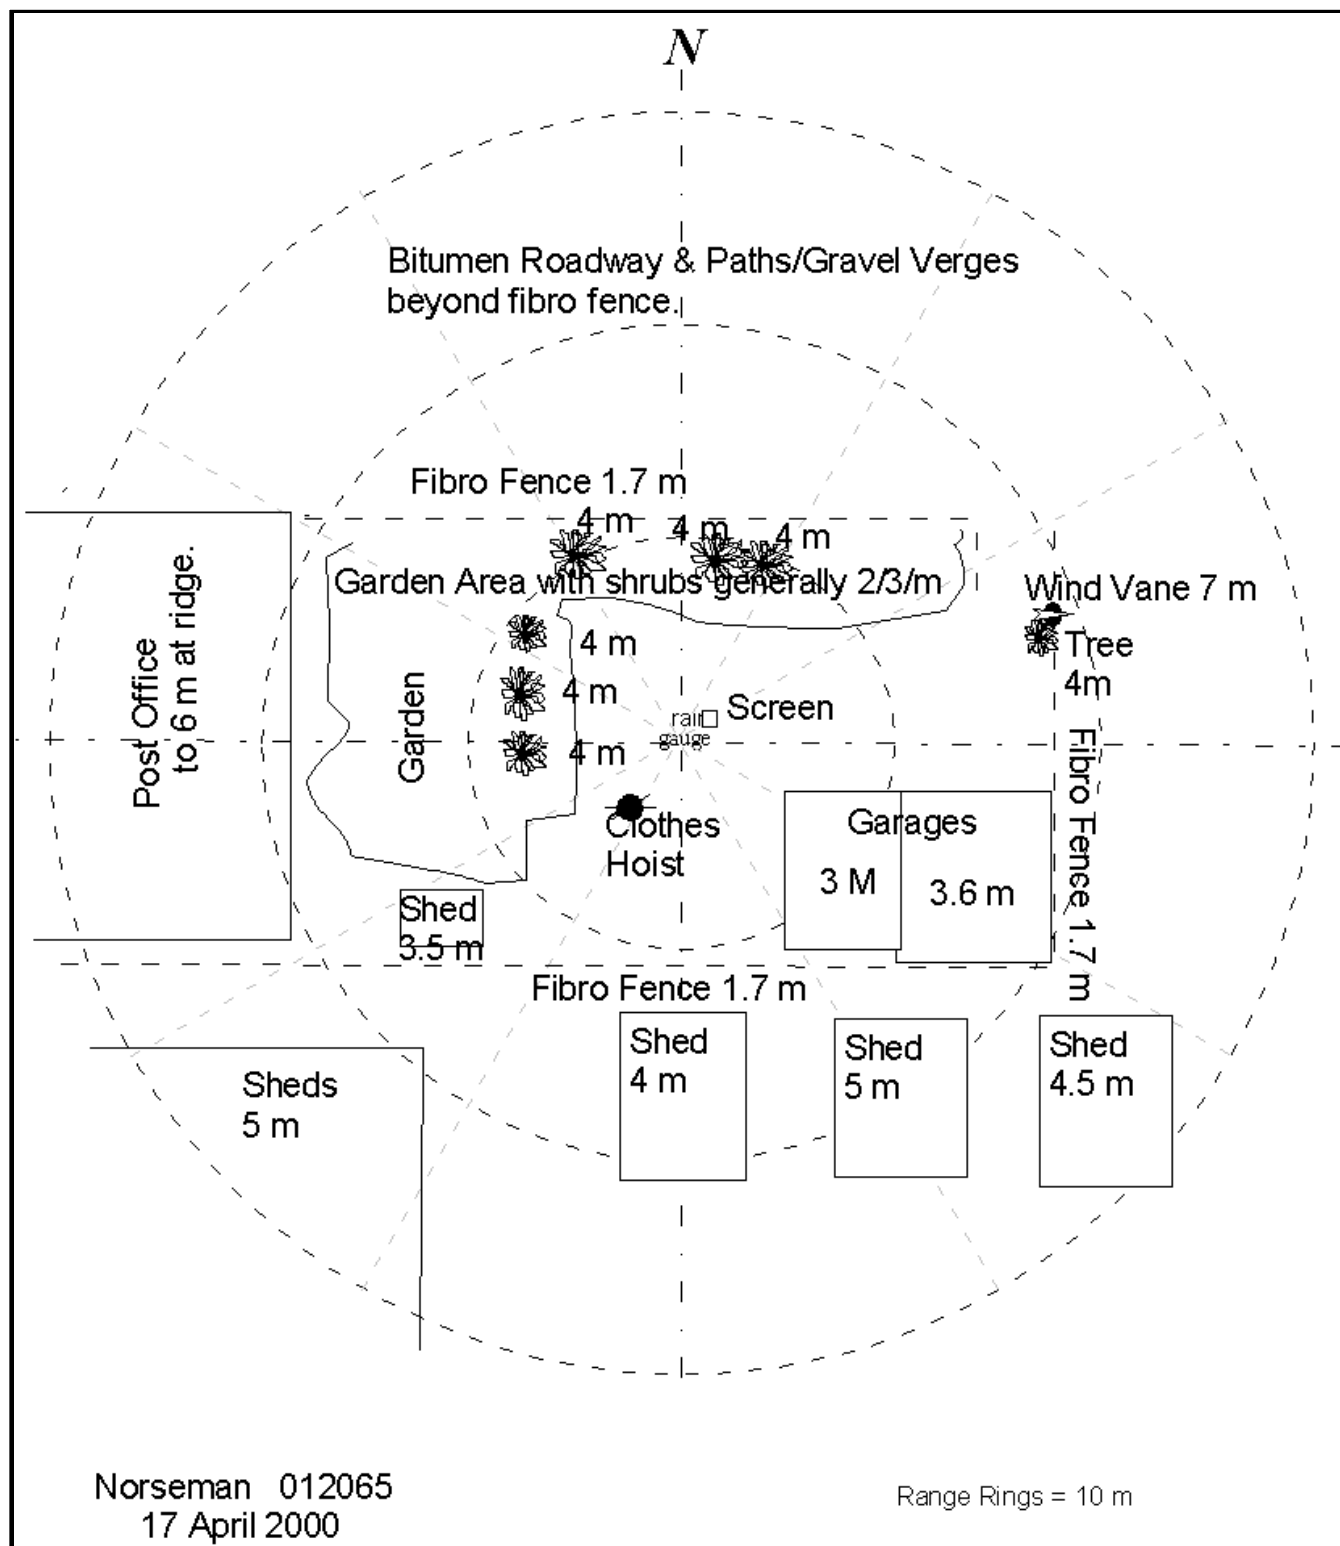 N
Bitumen Roadway & Paths/Gravel Verges
beyond fibro fence.
Fibro Fence 1.7 m
4 m
4 m
4 m
Garden Area with shrubs generally 2/3/m
Wind Vane 7 m
Tree
4m
4 m
4 m
4 m
Post Office
to 6 m at ridge.
Garden
rain
gauge
Screen
Fibro Fence 1.7 m
Clothes
Hoist
Garages
3 M
3.6 m
Shed
3.5 m
Fibro Fence 1.7 m
Shed
4 m
Shed
5 m
Shed
4.5 m
Sheds
5 m
Norseman 012065
17 April 2000
Range Rings = 10 m